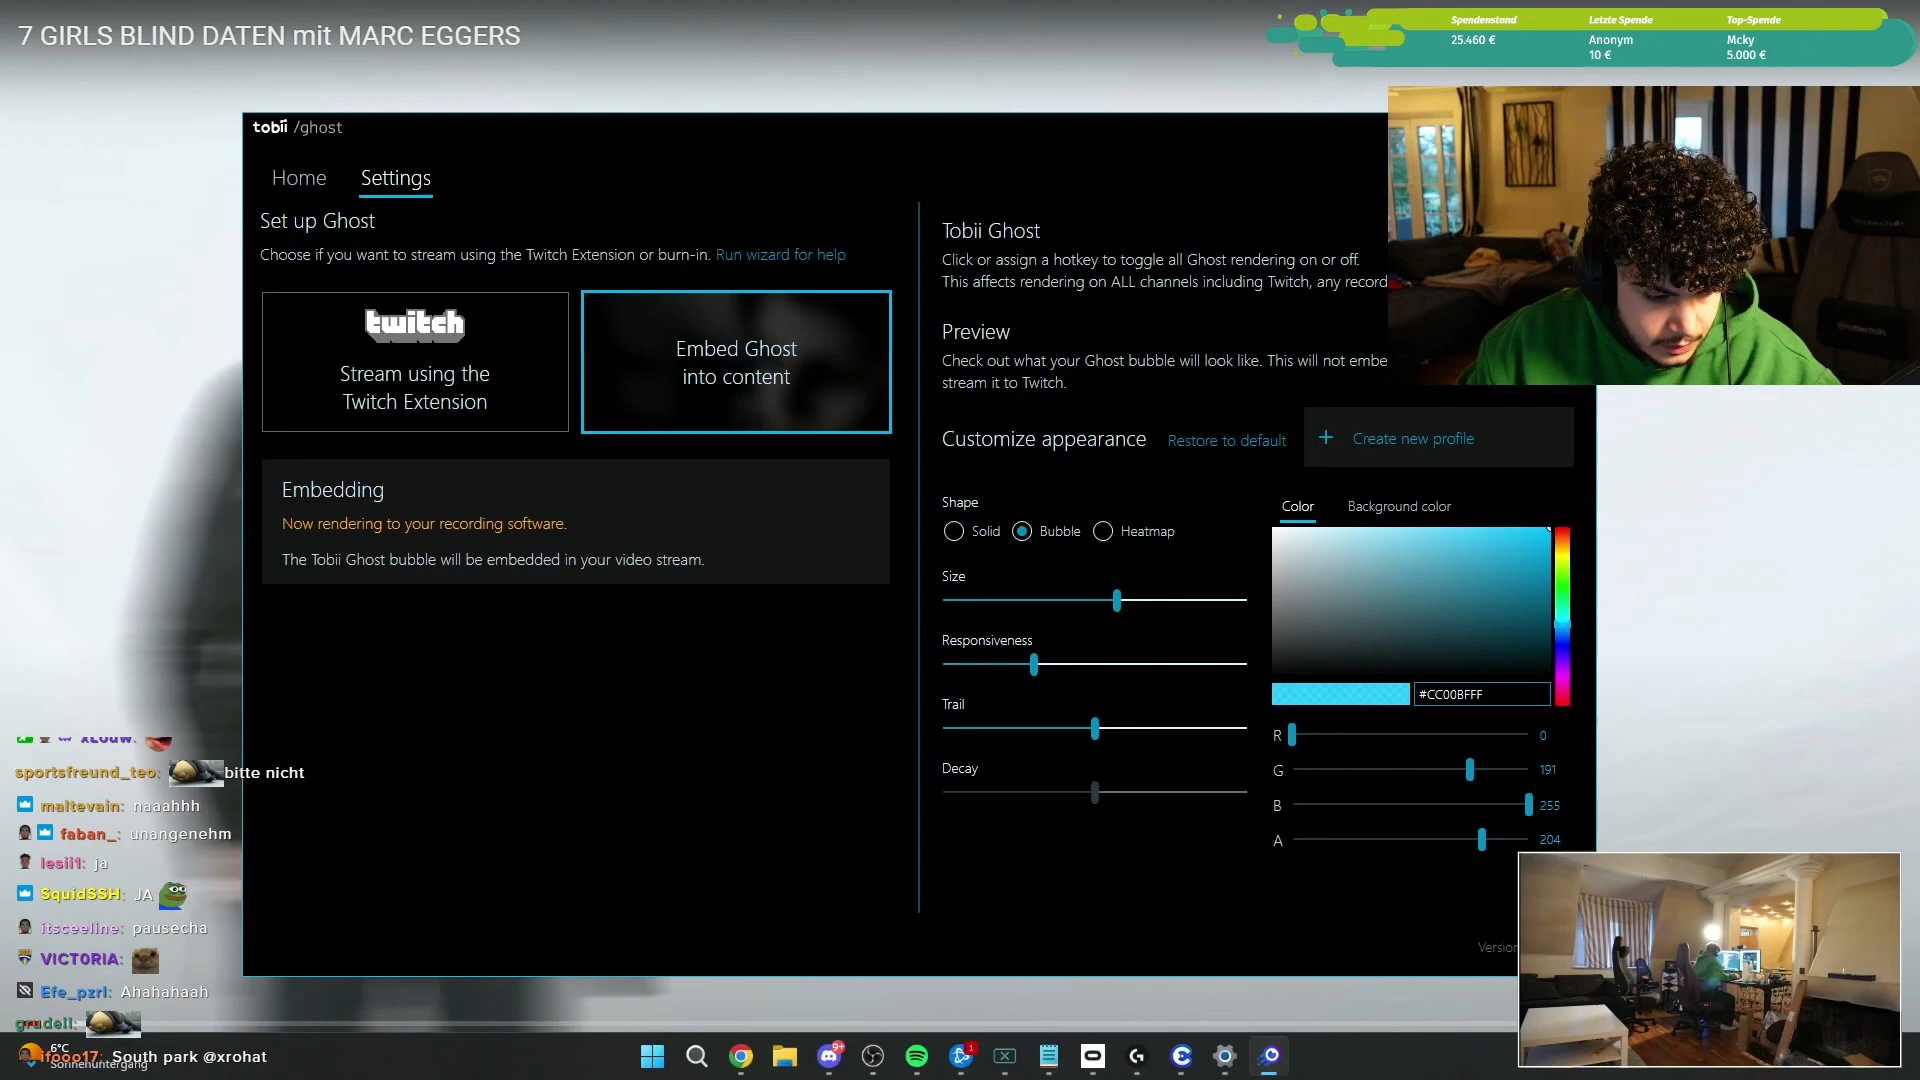 7 GIRLS BLIND DATEN mit MARC EGGERS
Spendenstand
25.460 €
Letzte Spende
Anonym
10 €
Top-Spende
Mcky
5.000 €
tobii /ghost
Home
Settings
Set up Ghost
Choose if you want to stream using the Twitch Extension or burn-in. Run wizard for help
twitch
Stream using the
Twitch Extension
Embed Ghost
into content
Embedding
Now rendering to your recording software.
The Tobii Ghost bubble will be embedded in your video stream.
Tobii Ghost
Click or assign a hotkey to toggle all Ghost rendering on or off.
This affects rendering on ALL channels including Twitch, any record
Preview
Check out what your Ghost bubble will look like. This will not embe
stream it to Twitch.
Customize appearance
Restore to default
+ Create new profile
Shape
Solid
Bubble
Heatmap
Size
Responsiveness
Trail
Decay
Color
Background color
#CC00BFFF
R 0
G 191
B 255
A 204
Version
xLouw:
sportsfreund_teo: bitte nicht
maltevain: naaahhh
faban_: unangenehm
lesii1: ja
SquidSSH: JA
itsceeline: pausecha
VICT0RIA:
Efe_pzrl: Ahahahaah
grudell:
ifooo17: South park @xrohat
6°C
Sonnenuntergang
9+
1